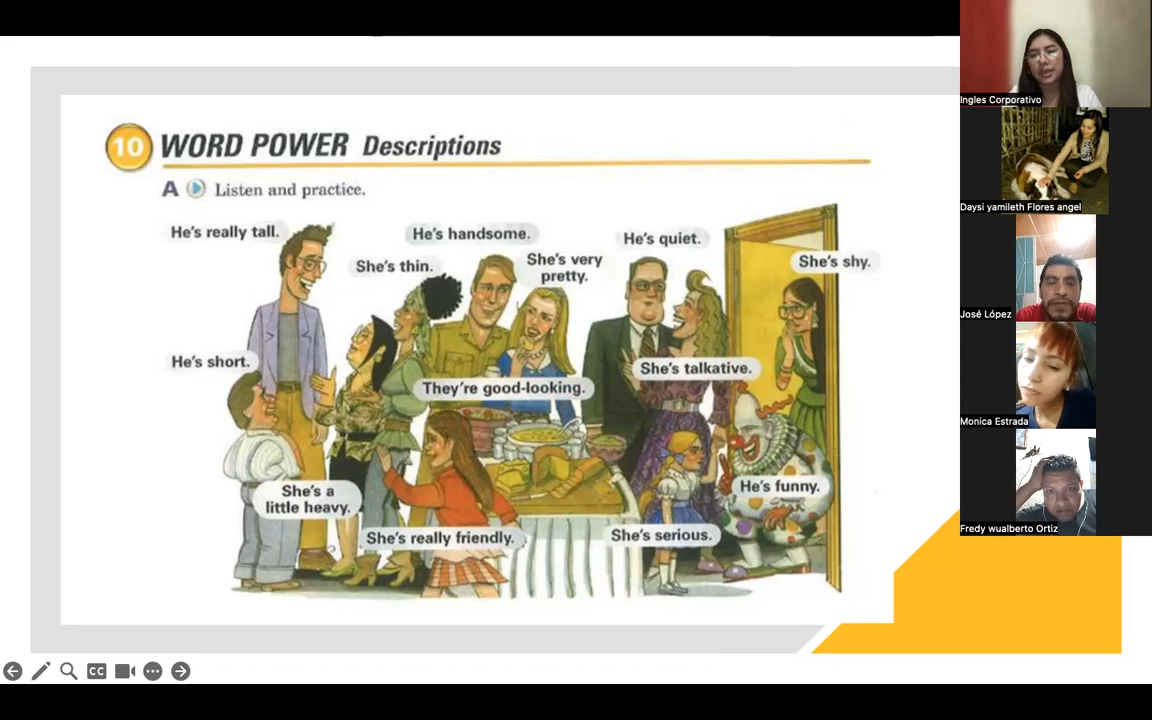 10 WORD POWER Descriptions
A Listen and practice.
He's really tall.
He's handsome.
She's thin.
She's very
pretty.
He's quiet.
She's shy.
He's short.
They're good-looking.
She's talkative.
She's a
little heavy.
She's really friendly.
She's serious.
He's funny.
CC
Ingles Corporativo
Daysi yamileth Flores angel
José López
Monica Estrada
Fredy wualberto Ortiz